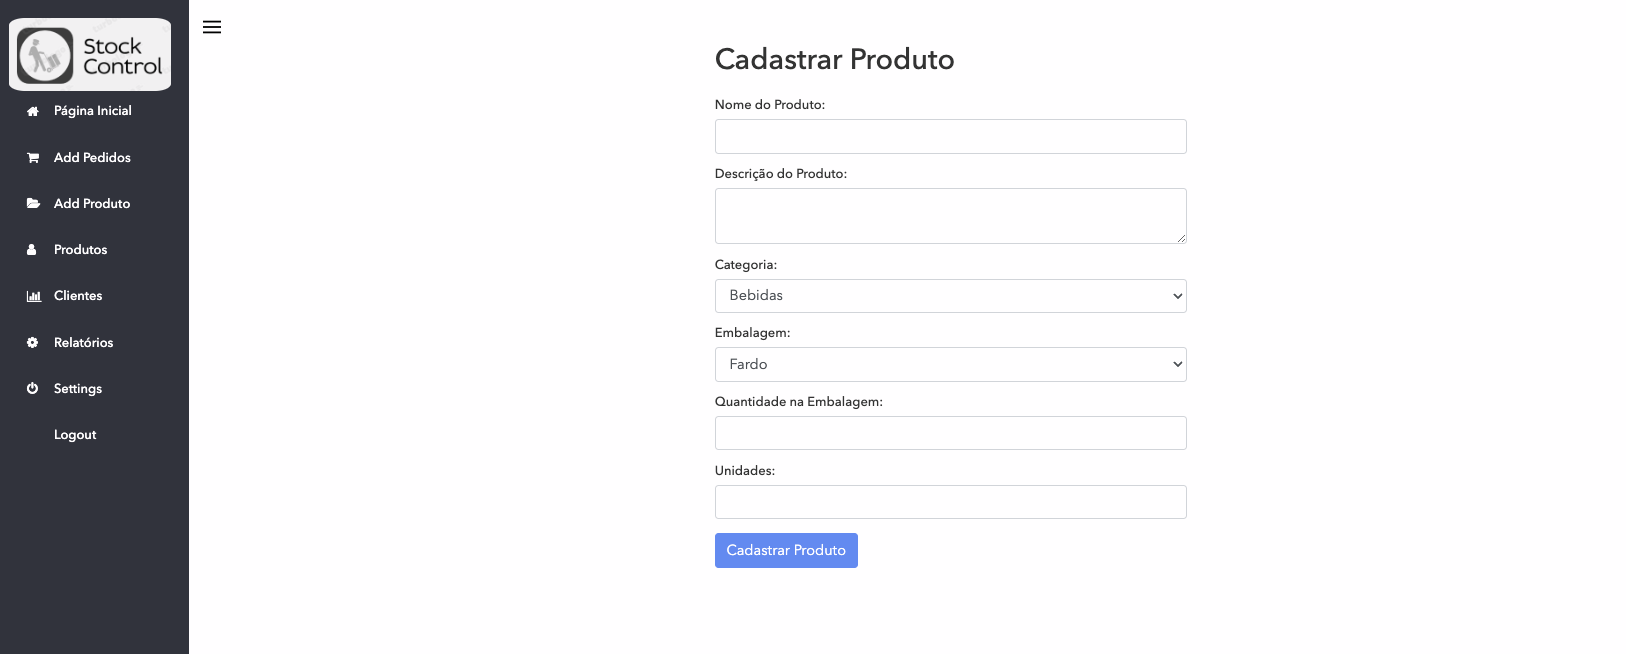 Stock
Control
Página Inicial
Add Pedidos
Add Produto
Produtos
Clientes
Relatórios
Settings
Logout
Cadastrar Produto
Nome do Produto:
Descrição do Produto:
Categoria:
Bebidas
Embalagem:
Fardo
Quantidade na Embalagem:
Unidades:
Cadastrar Produto